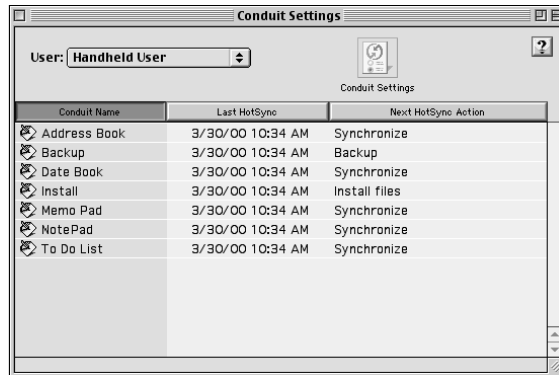 Conduit Settings
User: Handheld User
?
Conduit Settings
Conduit Name Last HotSync Next HotSync Action
Address Book 3/30/00 10:34 AM Synchronize
Backup 3/30/00 10:34 AM Backup
Date Book 3/30/00 10:34 AM Synchronize
Install 3/30/00 10:34 AM Install files
Memo Pad 3/30/00 10:34 AM Synchronize
NotePad 3/30/00 10:34 AM Synchronize
To Do List 3/30/00 10:34 AM Synchronize